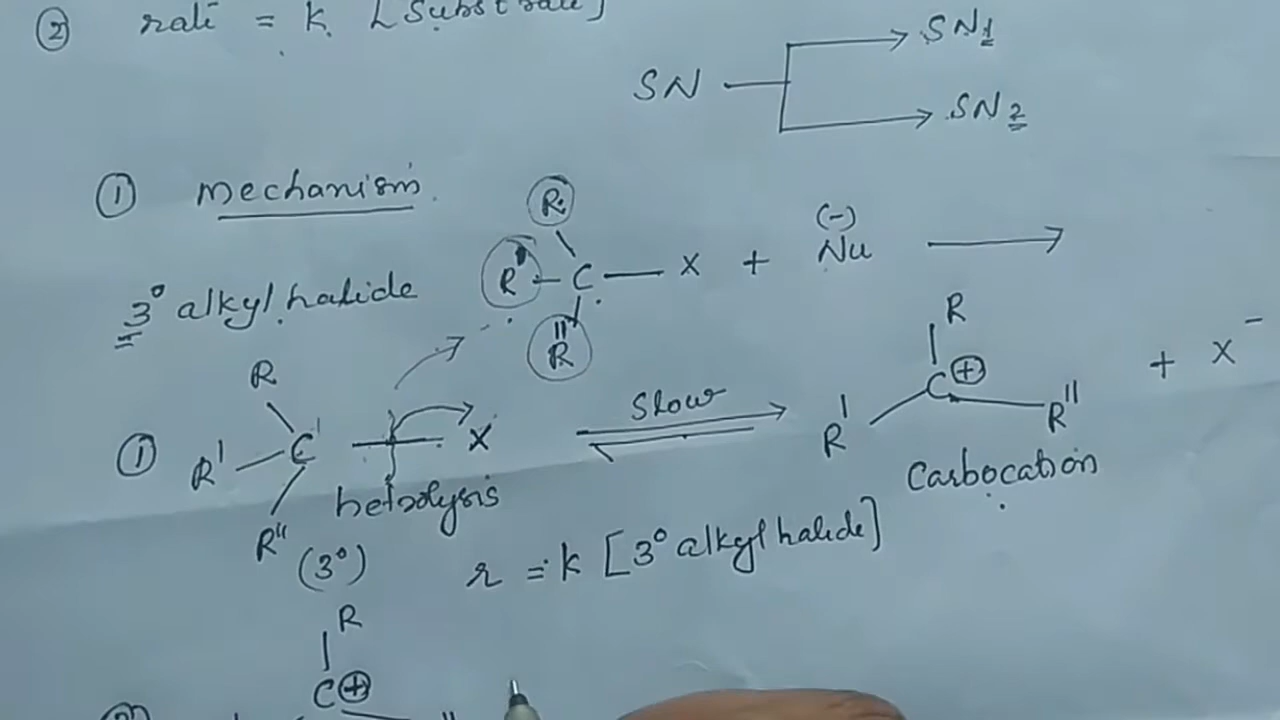 ② rate = k [Substrate]
SN SN1
SN2
① mechanism
3° alkyl halide
R
R' — C — X + Nu (-)
R"
① R
R' — C — X
R" (3°)
hetrolysis
Slow
R
C⊕
R' R"
+ X⁻
Carbocation
r = k [3° alkyl halide]
R
C⊕